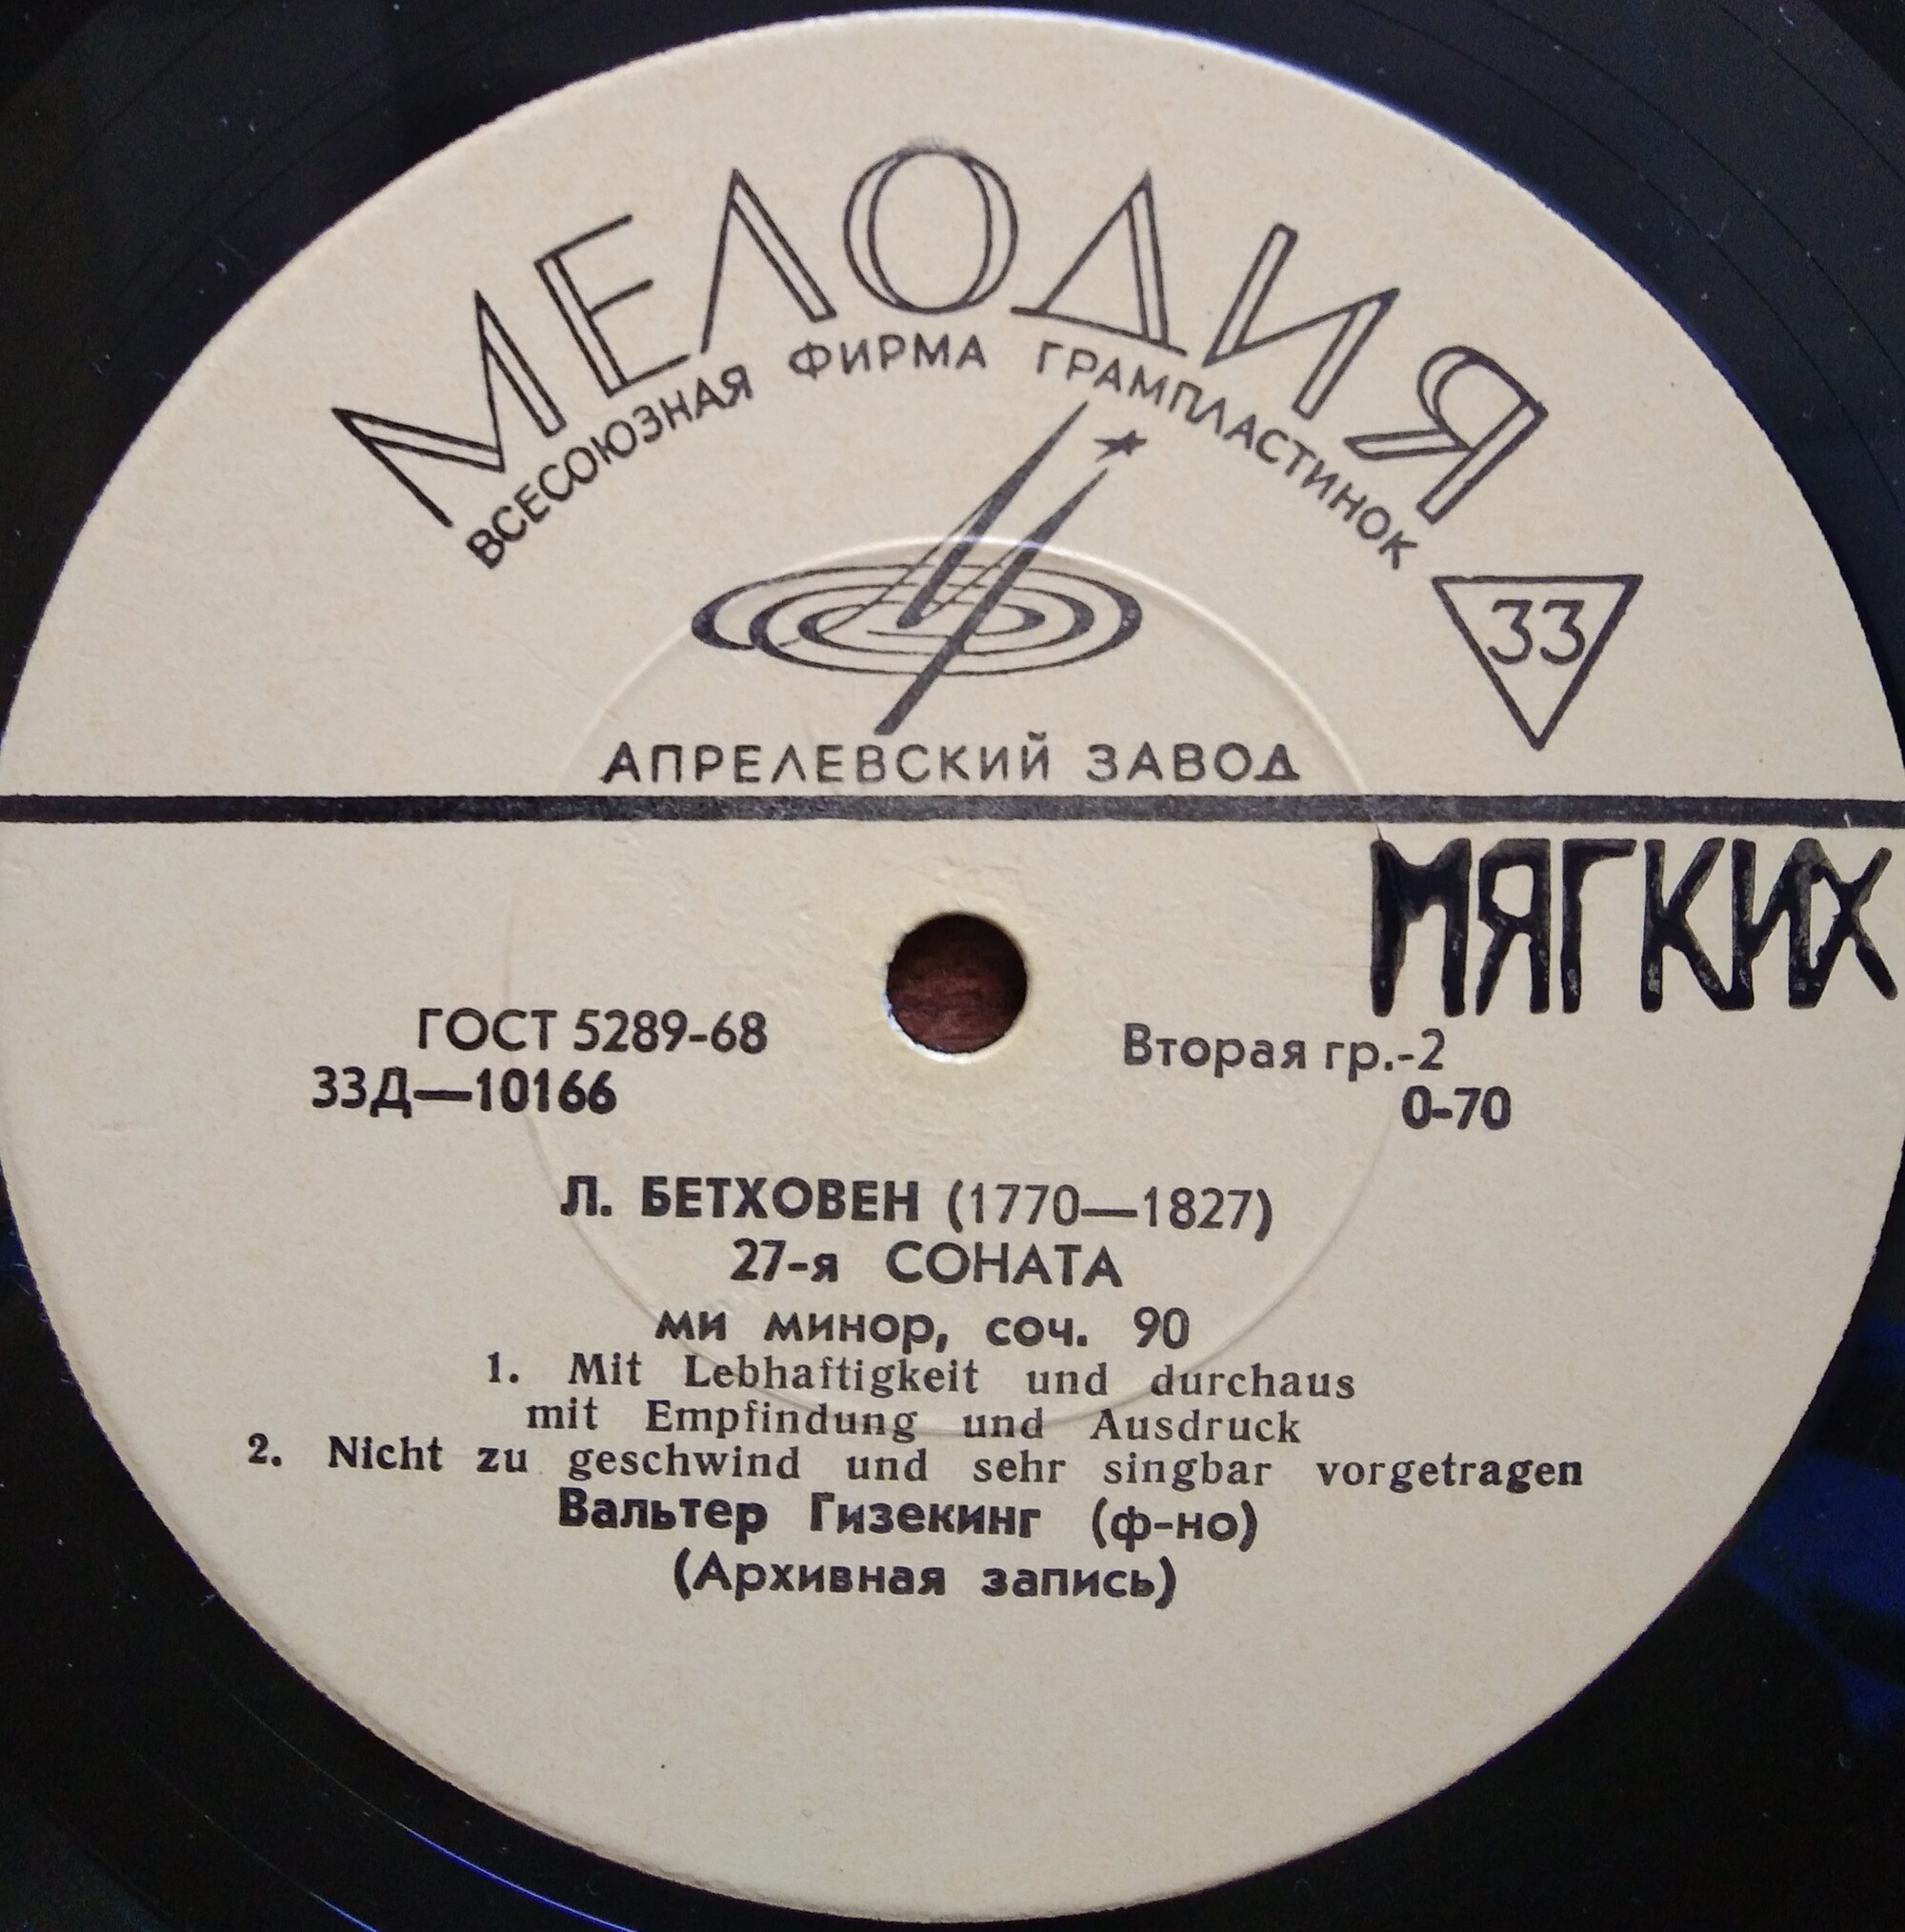 МЕЛОДИЯ
ВСЕСОЮЗНАЯ ФИРМА ГРАМПЛАСТИНОК
33
АПРЕЛЕВСКИЙ ЗАВОД
МЯГКИХ
ГОСТ 5289-68
Вторая гр.-2
33Д—10166
0-70
Л. БЕТХОВЕН (1770—1827)
27-я СОНАТА
ми минор, соч. 90
1. Mit Lebhaftigkeit und durchaus
mit Empfindung und Ausdruck
2. Nicht zu geschwind und sehr singbar vorgetragen
Вальтер Гизекинг (ф-но)
(Архивная запись)